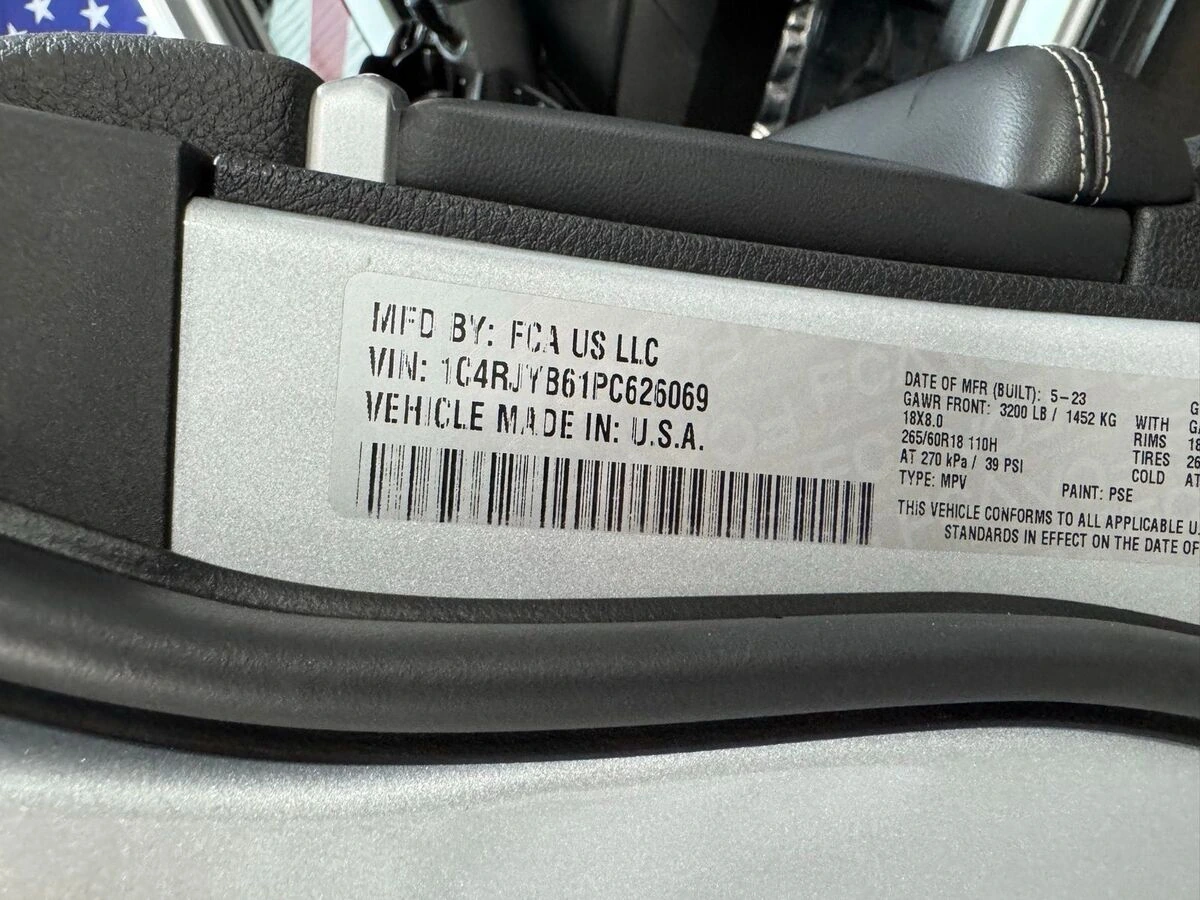 MFD BY: FCA US LLC
VIN: 1C4RJYB61PC626069
VEHICLE MADE IN: U.S.A.
DATE OF MFR (BUILT): 5-23
GAWR FRONT: 3200 LB / 1452 KG WITH
18X8.0 RIMS
265/60R18 110H TIRES
AT 270 kPa / 39 PSI COLD AT
TYPE: MPV PAINT: PSE
THIS VEHICLE CONFORMS TO ALL APPLICABLE U.
STANDARDS IN EFFECT ON THE DATE OF